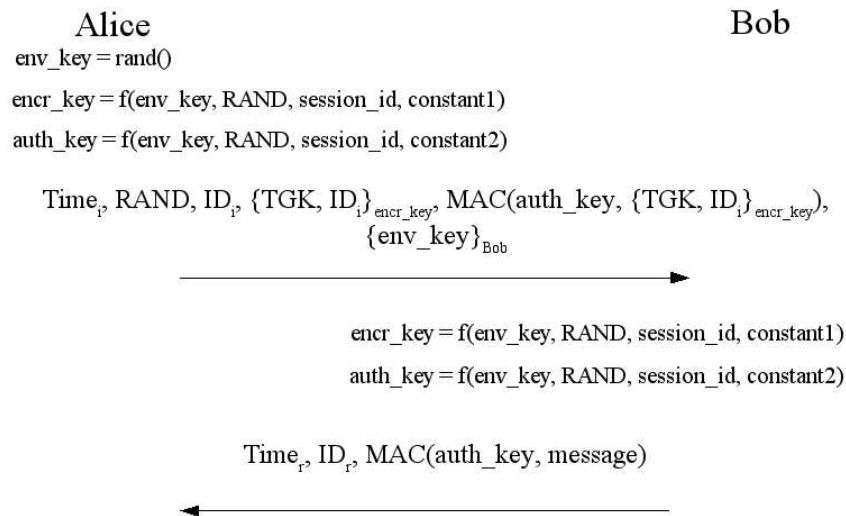 Alice Bob
env_key = rand()
encr_key = f(env_key, RAND, session_id, constant1)
auth_key = f(env_key, RAND, session_id, constant2)
Time_i, RAND, ID_i, {TGK, ID_i}_encr_key, MAC(auth_key, {TGK, ID_i}_encr_key),
{env_key}_Bob
encr_key = f(env_key, RAND, session_id, constant1)
auth_key = f(env_key, RAND, session_id, constant2)
Time_r, ID_r, MAC(auth_key, message)